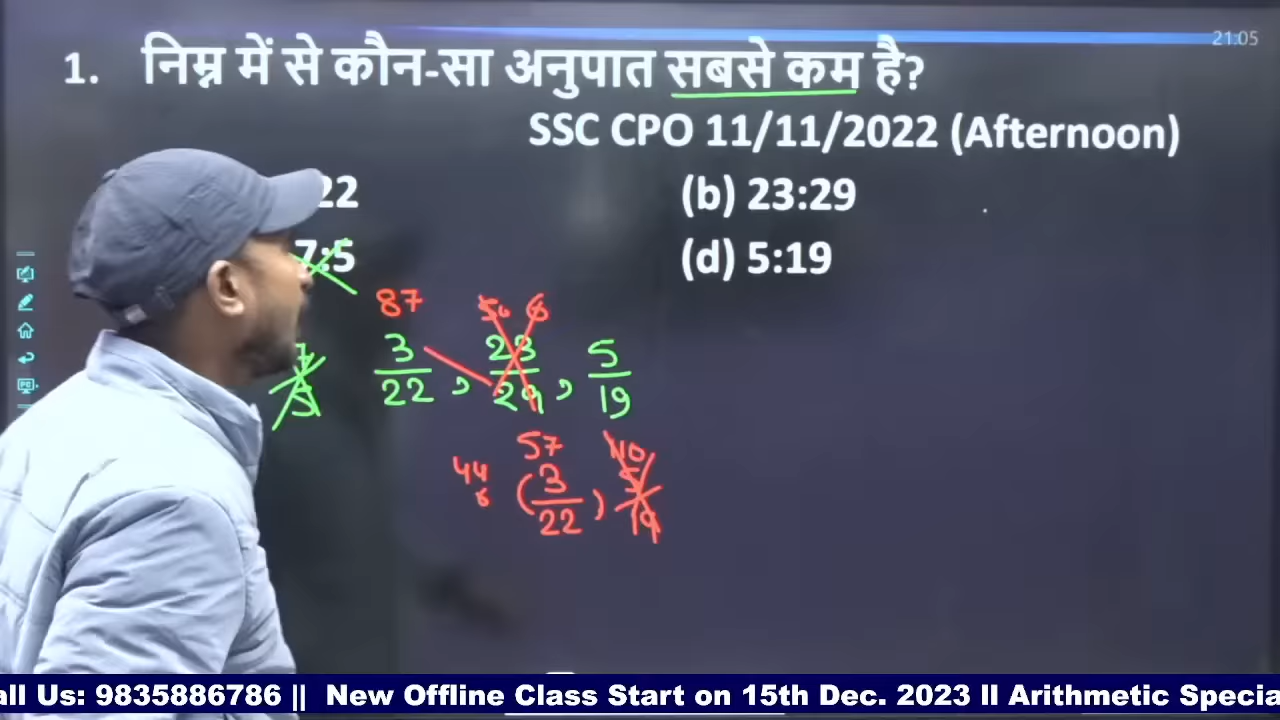 21:05
1. निम्न में से कौन-सा अनुपात सबसे कम है?
SSC CPO 11/11/2022 (Afternoon)
22 (b) 23:29
7:5 (d) 5:19
87
3/22 , 23/29 , 5/19
57
44 (3/22)
all Us: 9835886786 || New Offline Class Start on 15th Dec. 2023 II Arithmetic Specia